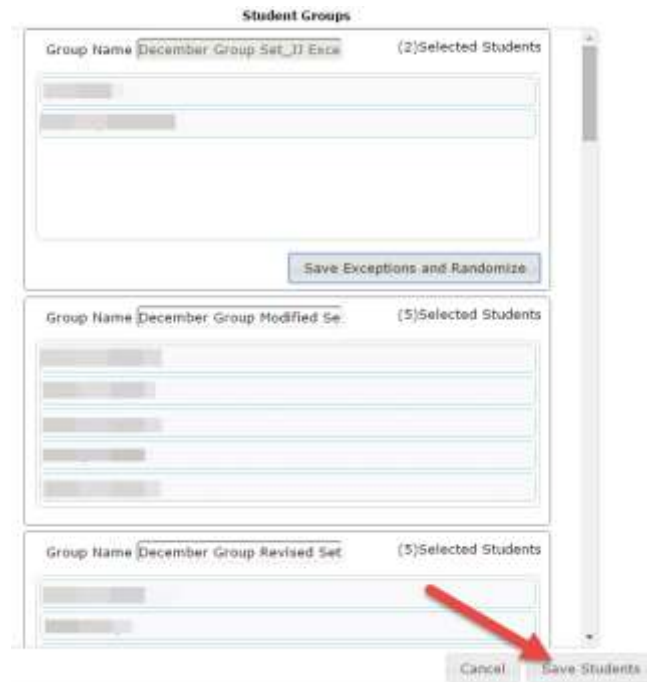 Student Groups
Group Name December Group Set_JJ Exce (2)Selected Students
Save Exceptions and Randomize
Group Name December Group Modified Se (5)Selected Students
Group Name December Group Revised Set (5)Selected Students
Cancel Save Students